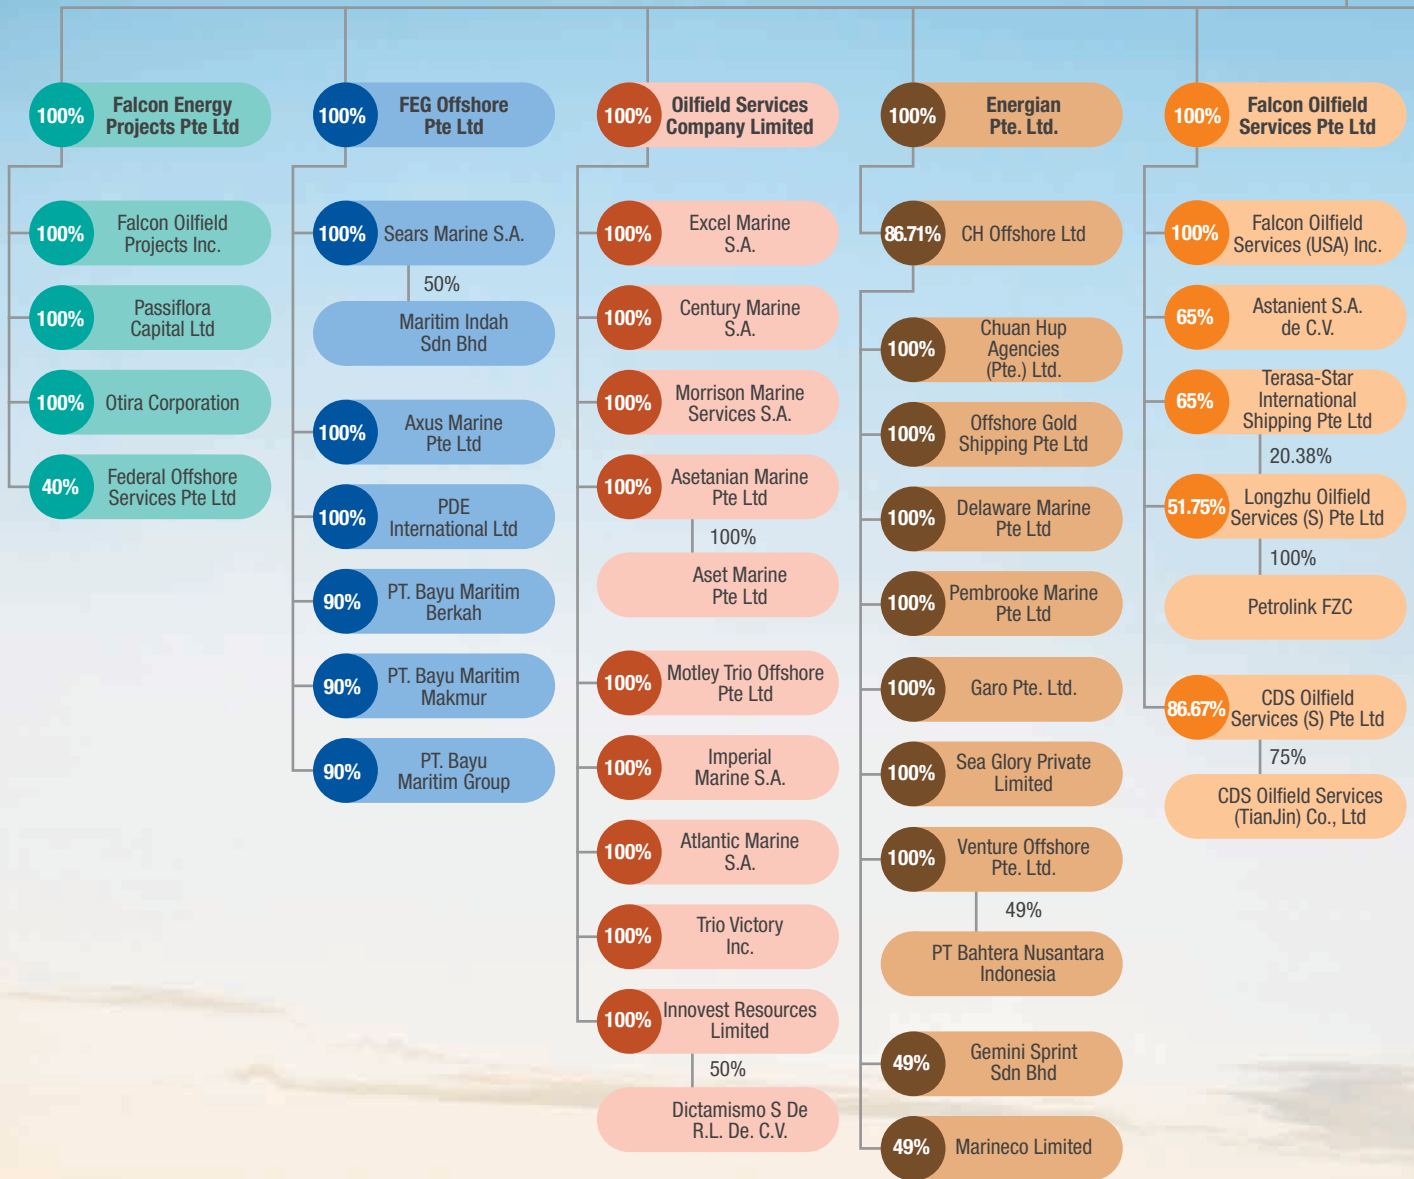 100%
Falcon Energy
Projects Pte Ltd
100%
Falcon Oilfield
Projects Inc.
100%
Passiflora
Capital Ltd
100%
Otira Corporation
40%
Federal Offshore
Services Pte Ltd
100%
FEG Offshore
Pte Ltd
100%
Sears Marine S.A.
50%
Maritim Indah
Sdn Bhd
100%
Axus Marine
Pte Ltd
100%
PDE
International Ltd
90%
PT. Bayu Maritim
Berkah
90%
PT. Bayu Maritim
Makmur
90%
PT. Bayu
Maritim Group
100%
Oilfield Services
Company Limited
100%
Excel Marine
S.A.
100%
Century Marine
S.A.
100%
Morrison Marine
Services S.A.
100%
Asetanian Marine
Pte Ltd
100%
Aset Marine
Pte Ltd
100%
Motley Trio Offshore
Pte Ltd
100%
Imperial
Marine S.A.
100%
Atlantic Marine
S.A.
100%
Trio Victory
Inc.
100%
Innovest Resources
Limited
50%
Dictamismo S De
R.L. De. C.V.
100%
Energian
Pte. Ltd.
86.71%
CH Offshore Ltd
100%
Chuan Hup
Agencies
(Pte.) Ltd.
100%
Offshore Gold
Shipping Pte Ltd
100%
Delaware Marine
Pte Ltd
100%
Pembrooke Marine
Pte Ltd
100%
Garo Pte. Ltd.
100%
Sea Glory Private
Limited
100%
Venture Offshore
Pte. Ltd.
49%
PT Bahtera Nusantara
Indonesia
49%
Gemini Sprint
Sdn Bhd
49%
Marineco Limited
100%
Falcon Oilfield
Services Pte Ltd
100%
Falcon Oilfield
Services (USA) Inc.
65%
Astanient S.A.
de C.V.
65%
Terasa-Star
International
Shipping Pte Ltd
20.38%
51.75%
Longzhu Oilfield
Services (S) Pte Ltd
100%
Petrolink FZC
86.67%
CDS Oilfield
Services (S) Pte Ltd
75%
CDS Oilfield Services
(TianJin) Co., Ltd